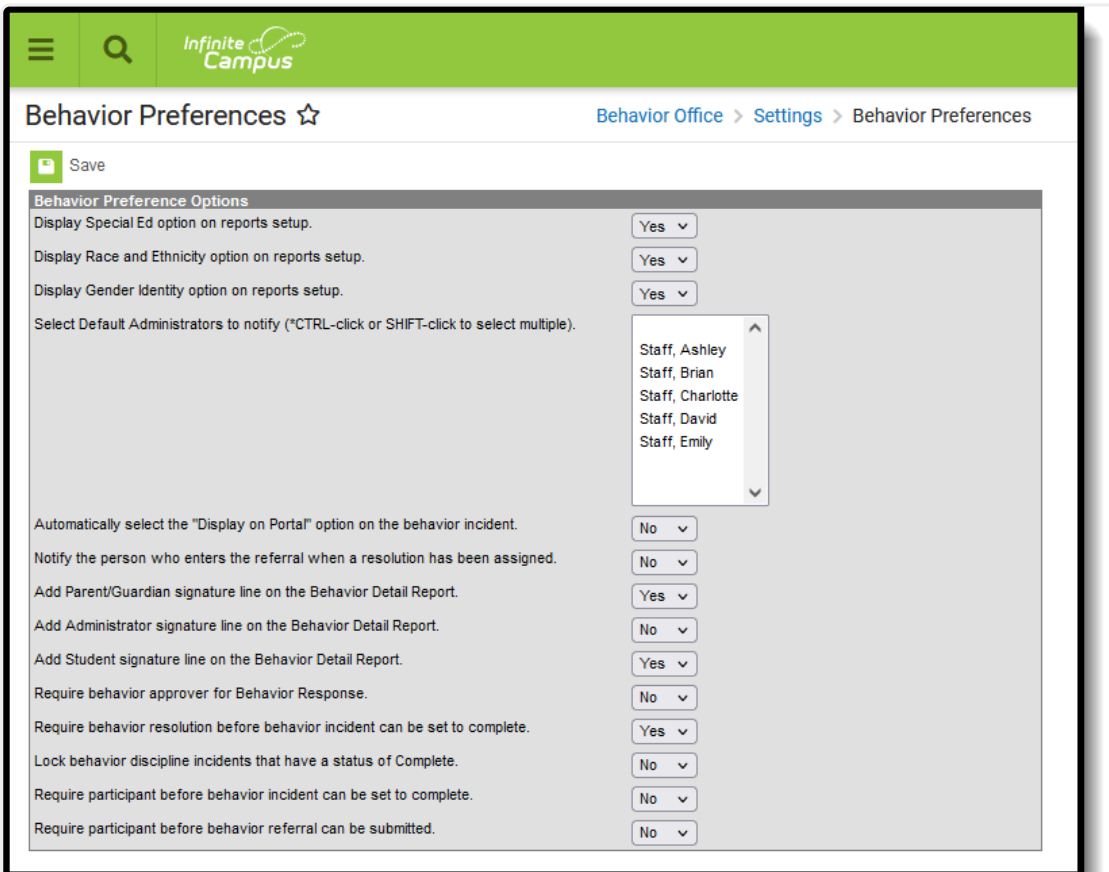 Infinite
Campus
Behavior Preferences
Behavior Office > Settings > Behavior Preferences
Save
Behavior Preference Options
Display Special Ed option on reports setup. Yes
Display Race and Ethnicity option on reports setup. Yes
Display Gender Identity option on reports setup. Yes
Select Default Administrators to notify (*CTRL-click or SHIFT-click to select multiple).
Staff, Ashley
Staff, Brian
Staff, Charlotte
Staff, David
Staff, Emily
Automatically select the "Display on Portal" option on the behavior incident. No
Notify the person who enters the referral when a resolution has been assigned. No
Add Parent/Guardian signature line on the Behavior Detail Report. Yes
Add Administrator signature line on the Behavior Detail Report. No
Add Student signature line on the Behavior Detail Report. Yes
Require behavior approver for Behavior Response. No
Require behavior resolution before behavior incident can be set to complete. Yes
Lock behavior discipline incidents that have a status of Complete. No
Require participant before behavior incident can be set to complete. No
Require participant before behavior referral can be submitted. No